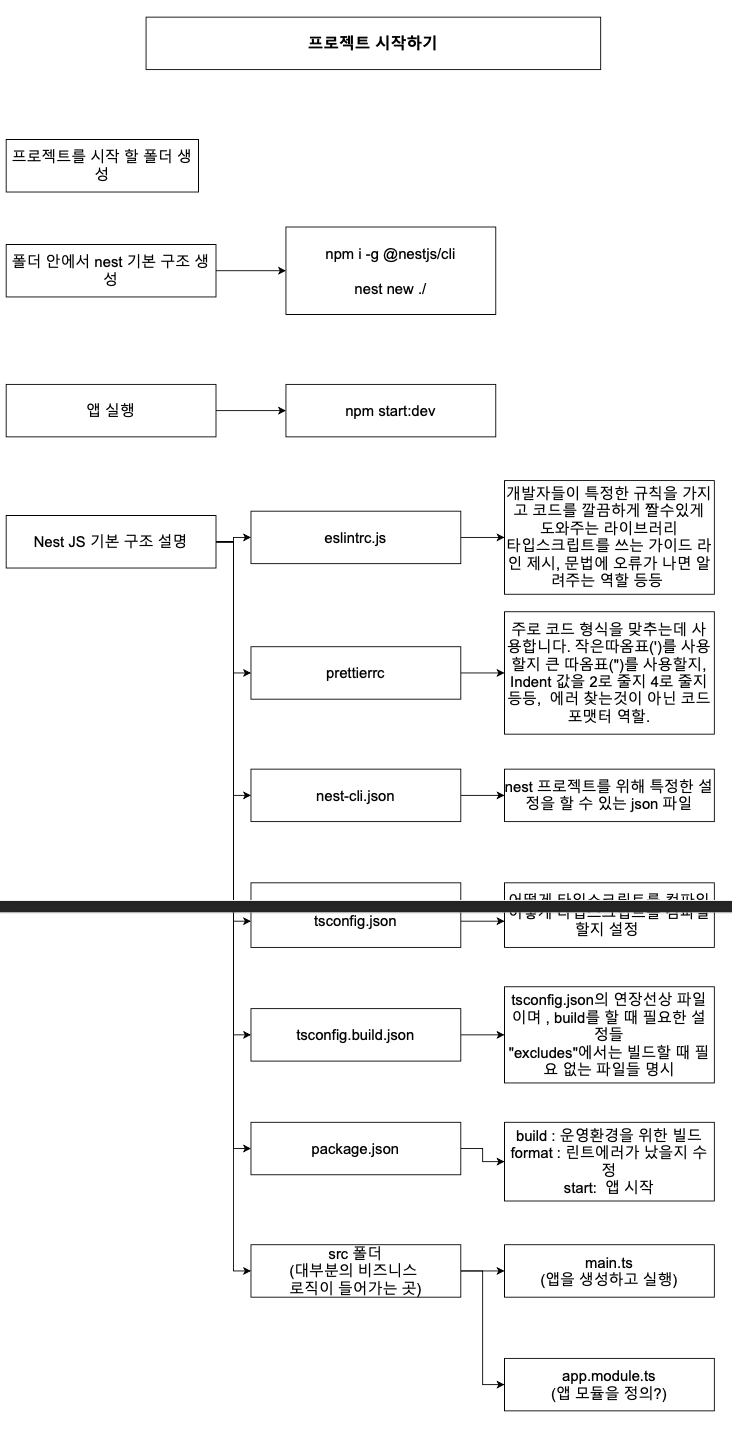 프로젝트 시작하기
프로젝트를 시작 할 폴더 생
성
폴더 안에서 nest 기본 구조 생
성
npm i -g @nestjs/cli
nest new ./
앱 실행
npm start:dev
Nest JS 기본 구조 설명
eslintrc.js
개발자들이 특정한 규칙을 가지
고 코드를 깔끔하게 짤수있게
도와주는 라이브러리
타입스크립트를 쓰는 가이드 라
인 제시, 문법에 오류가 나면 알
려주는 역할 등등
prettierrc
주로 코드 형식을 맞추는데 사
용합니다. 작은따옴표(')를 사용
할지 큰 따옴표(")를 사용할지,
Indent 값을 2로 줄지 4로 줄지
등등, 에러 찾는것이 아닌 코드
포맷터 역할.
nest-cli.json
nest 프로젝트를 위해 특정한 설
정을 할 수 있는 json 파일
tsconfig.json
어떻게 타입스크립트를 컴파일
할지 설정
tsconfig.build.json
tsconfig.json의 연장선상 파일
이며 , build를 할 때 필요한 설
정들
"excludes"에서는 빌드할 때 필
요 없는 파일들 명시
package.json
build : 운영환경을 위한 빌드
format : 린트에러가 났을지 수
정
start: 앱 시작
src 폴더
(대부분의 비즈니스
로직이 들어가는 곳)
main.ts
(앱을 생성하고 실행)
app.module.ts
(앱 모듈을 정의?)